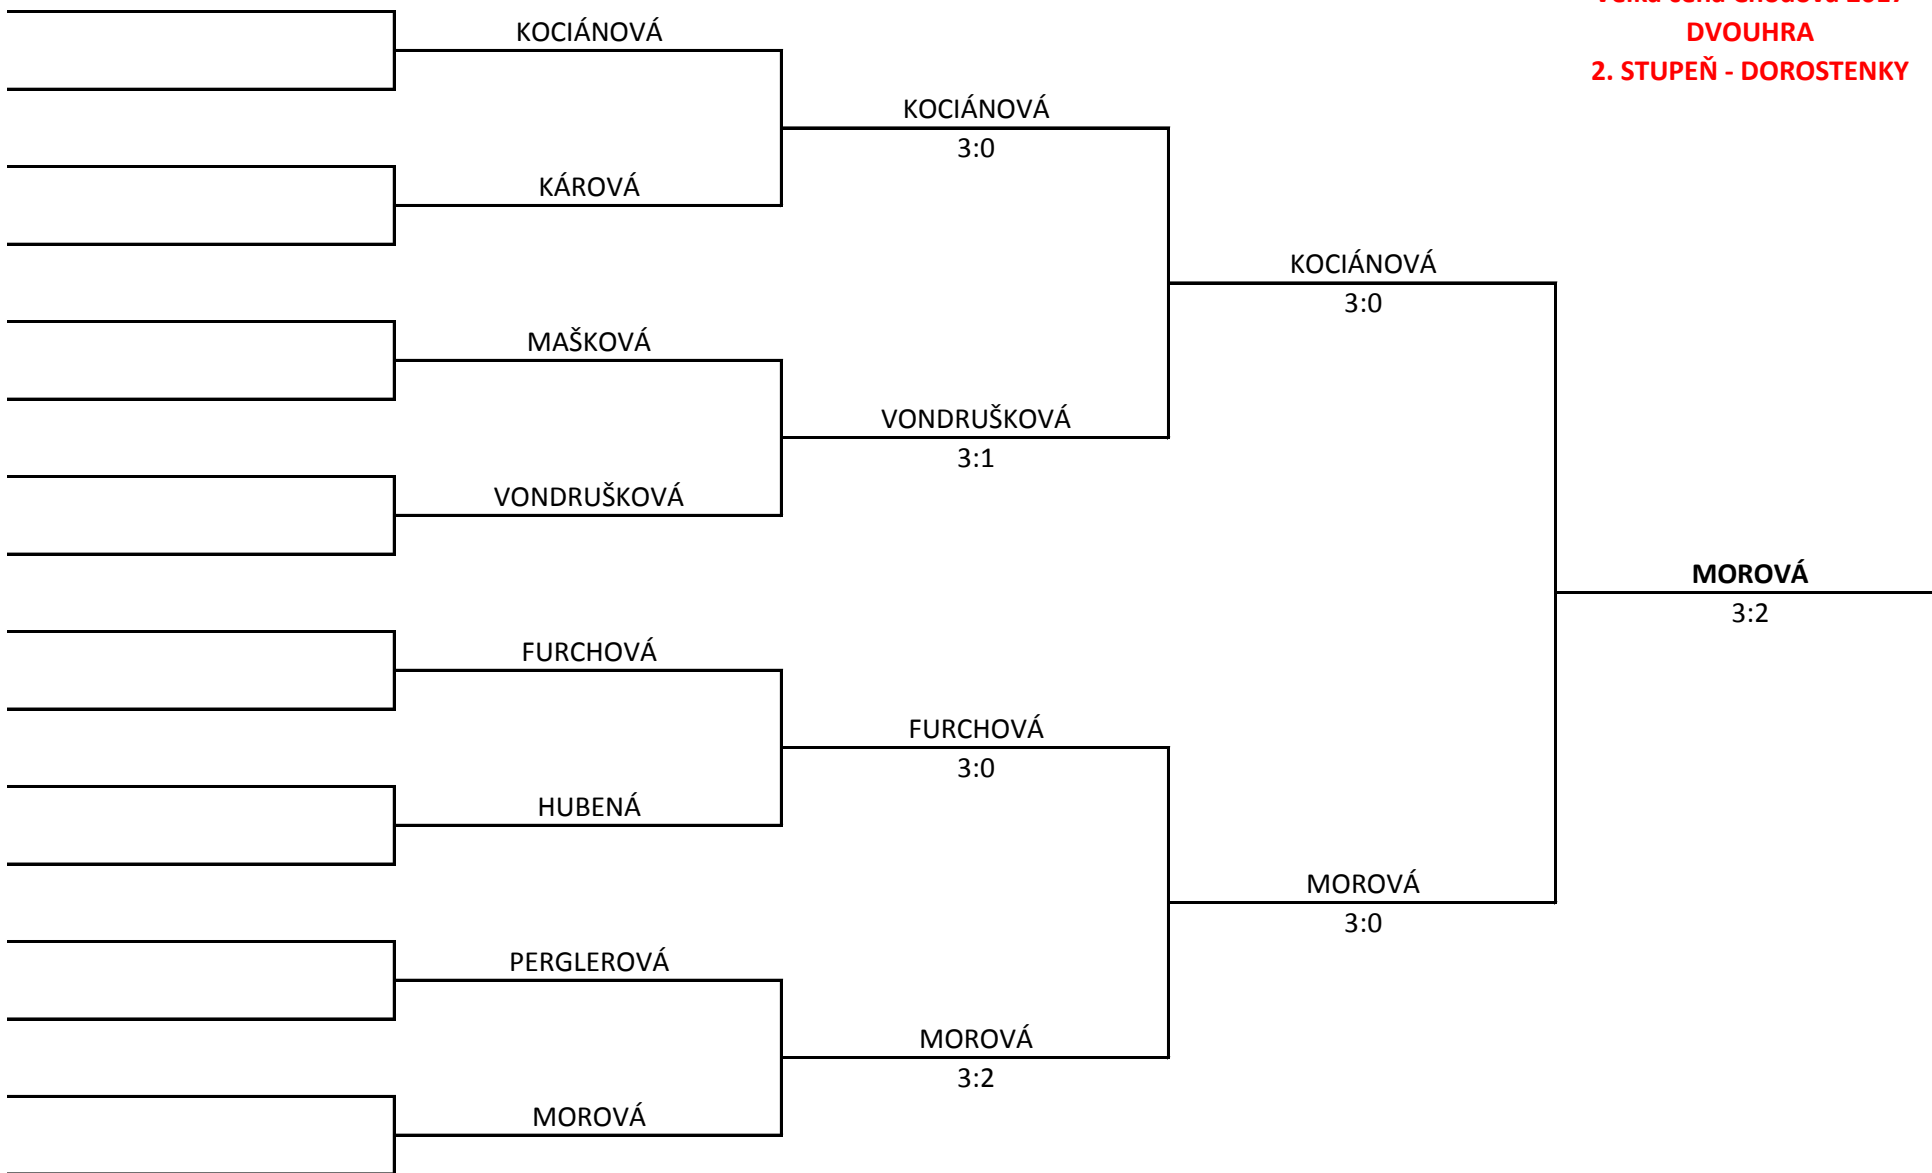 DVOUHRA
2. STUPEŇ - DOROSTENKY
KOCIÁNOVÁ
KOCIÁNOVÁ
3:0
KÁROVÁ
KOCIÁNOVÁ
3:0
MAŠKOVÁ
VONDRUŠKOVÁ
3:1
VONDRUŠKOVÁ
MOROVÁ
3:2
FURCHOVÁ
FURCHOVÁ
3:0
HUBENÁ
MOROVÁ
3:0
PERGLEROVÁ
MOROVÁ
3:2
MOROVÁ